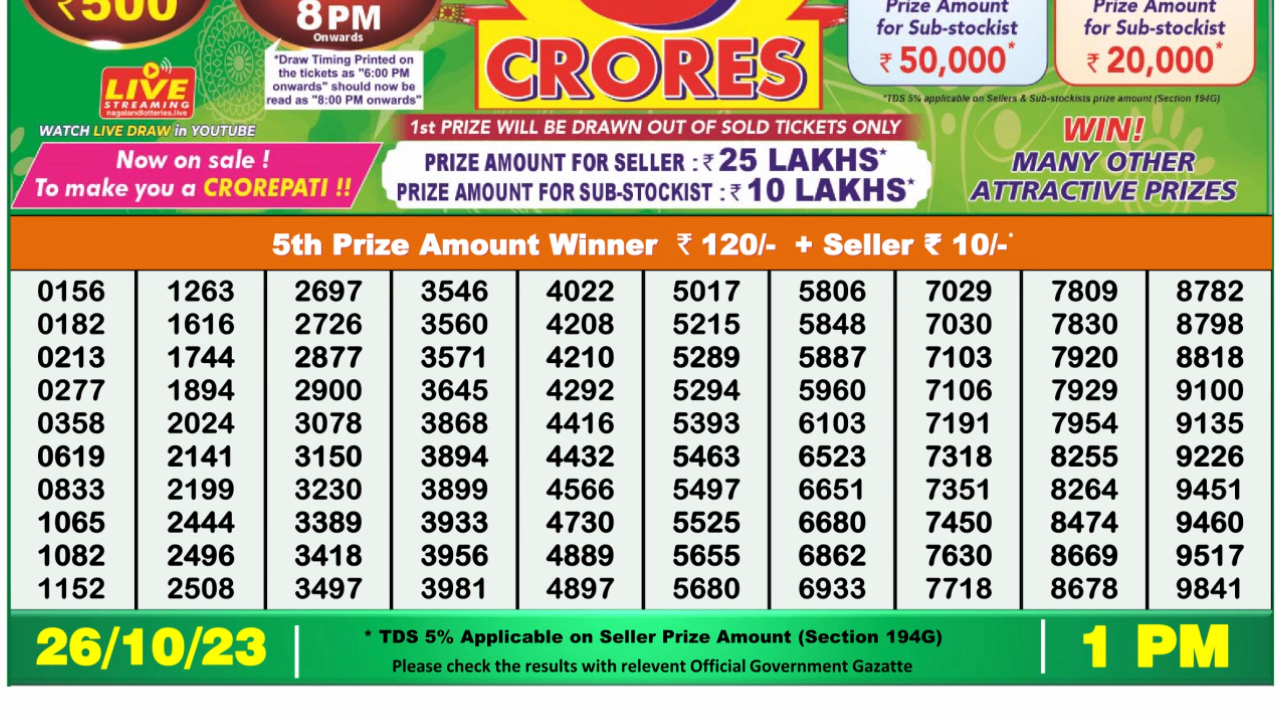 ₹500
8PM
Onwards
"Draw Timing Printed on
the tickets as "6:00 PM
onwards" should now be
read as "8:00 PM onwards"
LIVE
STREAMING
nagalandlotteries.live
WATCH LIVE DRAW in YOUTUBE
Now on sale !
To make you a CROREPATI !!
CRORES
1st PRIZE WILL BE DRAWN OUT OF SOLD TICKETS ONLY
PRIZE AMOUNT FOR SELLER : ₹ 25 LAKHS*
PRIZE AMOUNT FOR SUB-STOCKIST : ₹ 10 LAKHS*
Prize Amount
for Sub-stockist
₹ 50,000*
Prize Amount
for Sub-stockist
₹ 20,000*
*TDS 5% applicable on Sellers & Sub-stockists prize amount (Section 194G)
WIN!
MANY OTHER
ATTRACTIVE PRIZES
5th Prize Amount Winner ₹ 120/- + Seller ₹ 10/-*
0156 1263 2697 3546 4022 5017 5806 7029 7809 8782
0182 1616 2726 3560 4208 5215 5848 7030 7830 8798
0213 1744 2877 3571 4210 5289 5887 7103 7920 8818
0277 1894 2900 3645 4292 5294 5960 7106 7929 9100
0358 2024 3078 3868 4416 5393 6103 7191 7954 9135
0619 2141 3150 3894 4432 5463 6523 7318 8255 9226
0833 2199 3230 3899 4566 5497 6651 7351 8264 9451
1065 2444 3389 3933 4730 5525 6680 7450 8474 9460
1082 2496 3418 3956 4889 5655 6862 7630 8669 9517
1152 2508 3497 3981 4897 5680 6933 7718 8678 9841
26/10/23
* TDS 5% Applicable on Seller Prize Amount (Section 194G)
Please check the results with relevent Official Government Gazatte
1 PM